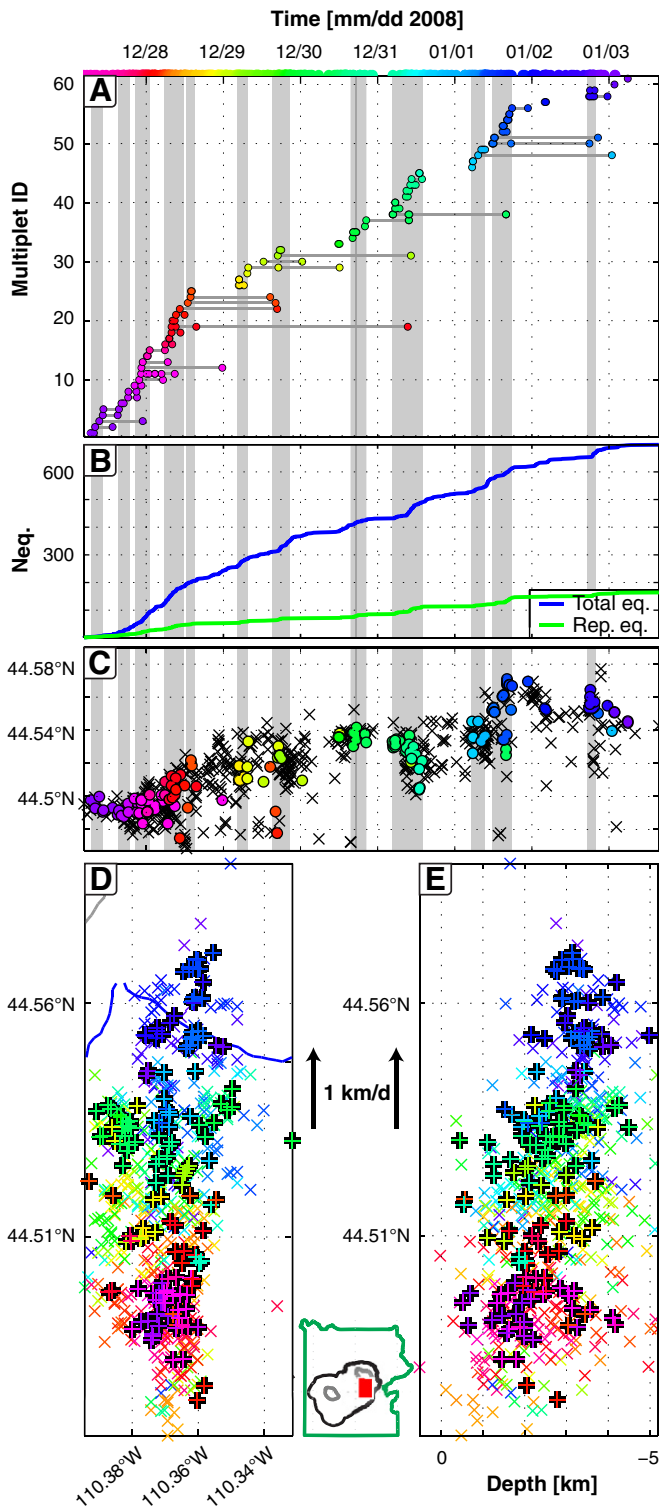 Time [mm/dd 2008]
12/28 12/29 12/30 12/31 01/01 01/02 01/03
A
Multiplet ID
60
50
40
30
20
10
B
Neq.
600
300
Total eq.
Rep. eq.
C
44.58°N
44.54°N
44.5°N
D
E
44.56°N
44.56°N
1 km/d
44.51°N
44.51°N
110.38°W
110.36°W
110.34°W
0
−5
Depth [km]